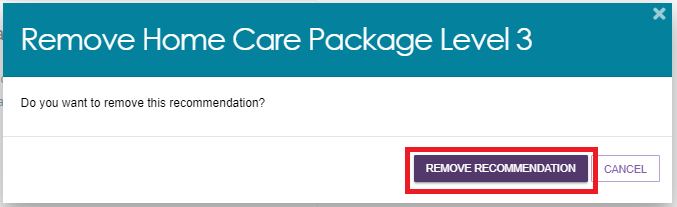 Remove Home Care Package Level 3
Do you want to remove this recommendation?
REMOVE RECOMMENDATION CANCEL